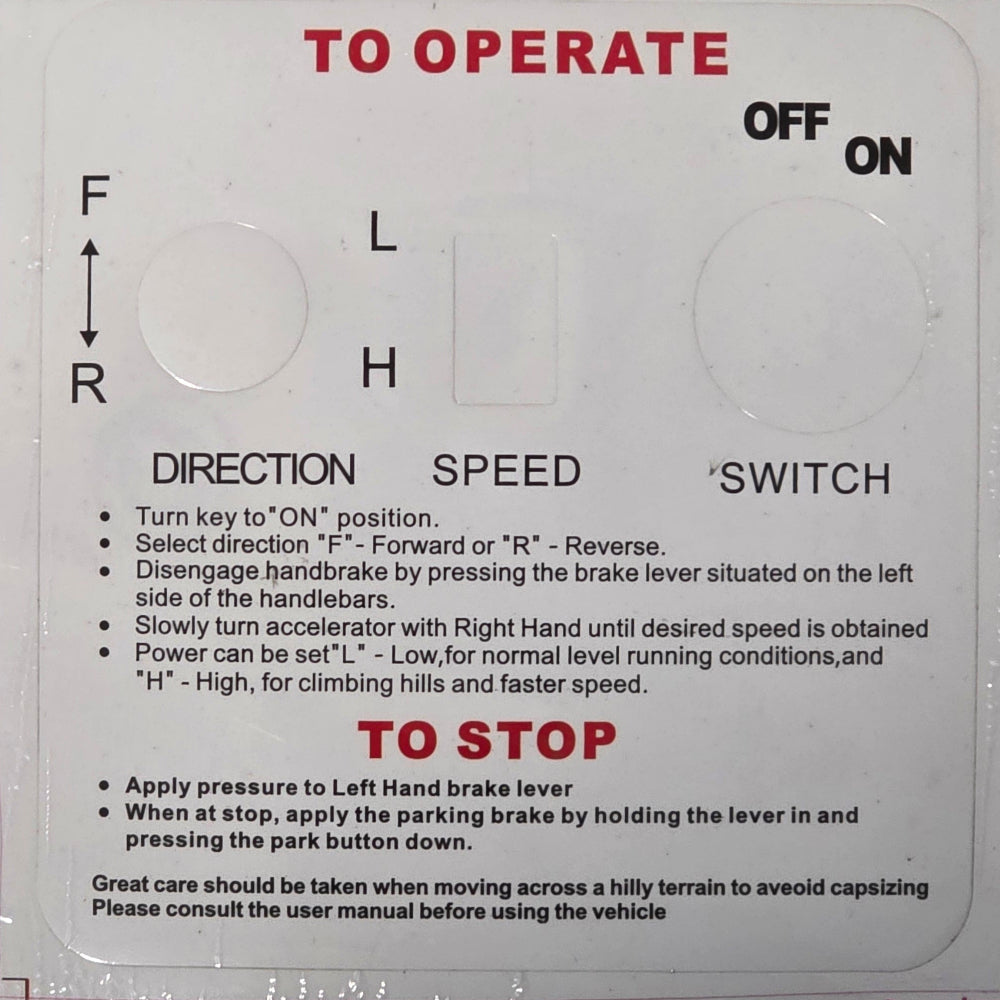 TO OPERATE
OFF
ON
F
L
R
H
DIRECTION SPEED SWITCH
• Turn key to"ON" position.
• Select direction "F"- Forward or "R" - Reverse.
• Disengage handbrake by pressing the brake lever situated on the left
side of the handlebars.
• Slowly turn accelerator with Right Hand until desired speed is obtained
• Power can be set"L" - Low,for normal level running conditions,and
"H" - High, for climbing hills and faster speed.
TO STOP
• Apply pressure to Left Hand brake lever
• When at stop, apply the parking brake by holding the lever in and
pressing the park button down.
Great care should be taken when moving across a hilly terrain to aveoid capsizing
Please consult the user manual before using the vehicle